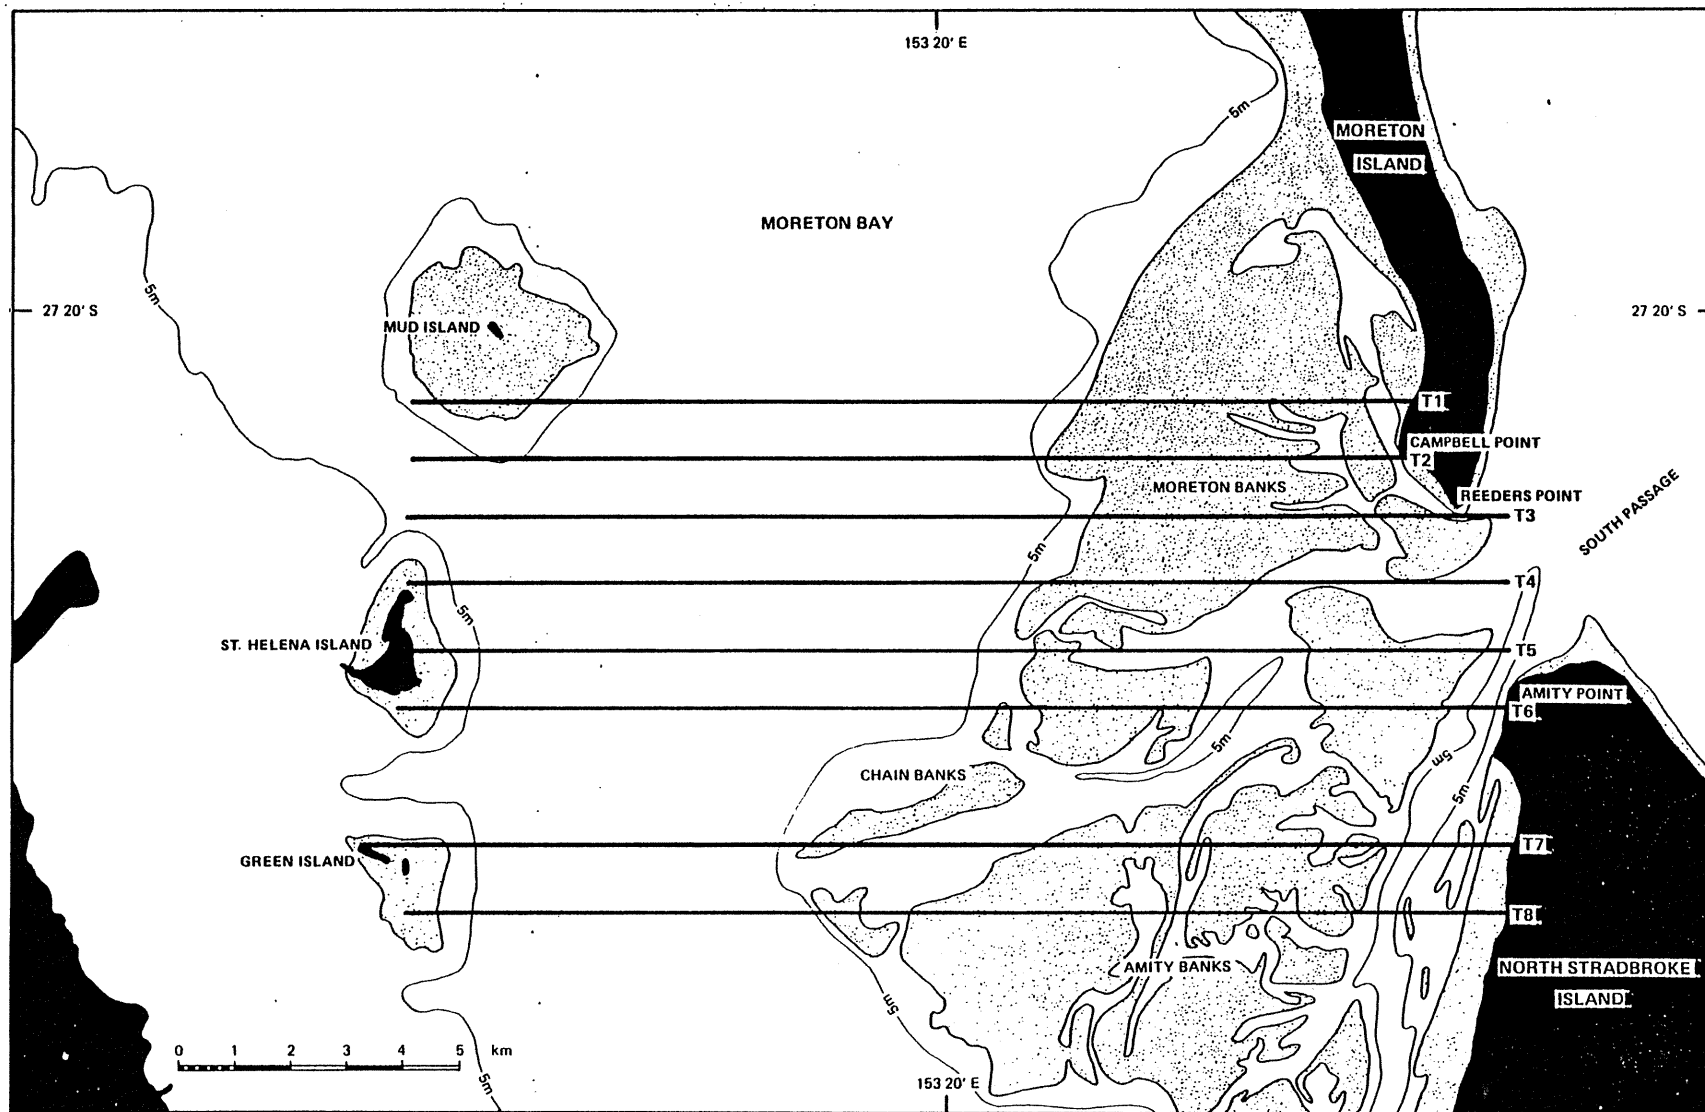 153 20' E
5m
MORETON
ISLAND
5m
MORETON BAY
5m
27 20' S
27 20' S
MUD ISLAND
T1
CAMPBELL POINT
T2
MORETON BANKS
REEDERS POINT
T3
SOUTH PASSAGE
5m
T4
5m
ST. HELENA ISLAND
T5
AMITY POINT
T6
5m
5m
CHAIN BANKS
5m
T7
GREEN ISLAND
T8
AMITY BANKS
NORTH STRADBROKE
ISLAND
5m
0 1 2 3 4 5 km
5m
153 20' E